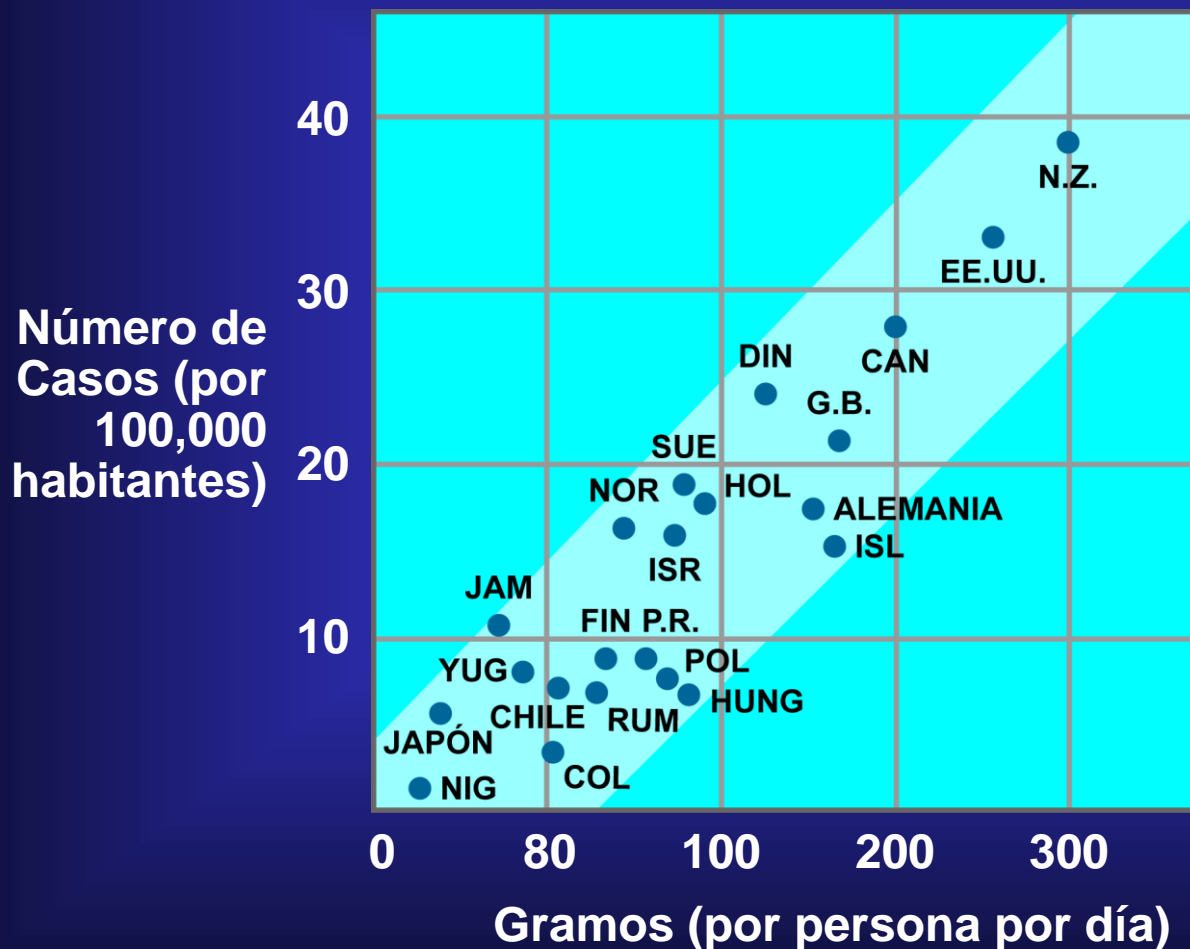 40
30
20
10
Número de
Casos (por
100,000
habitantes)
N.Z.
EE.UU.
DIN
CAN
G.B.
SUE
NOR
HOL
ALEMANIA
ISR
ISL
JAM
FIN P.R.
YUG
POL
HUNG
CHILE
RUM
JAPÓN
COL
NIG
0 80 100 200 300
Gramos (por persona por día)